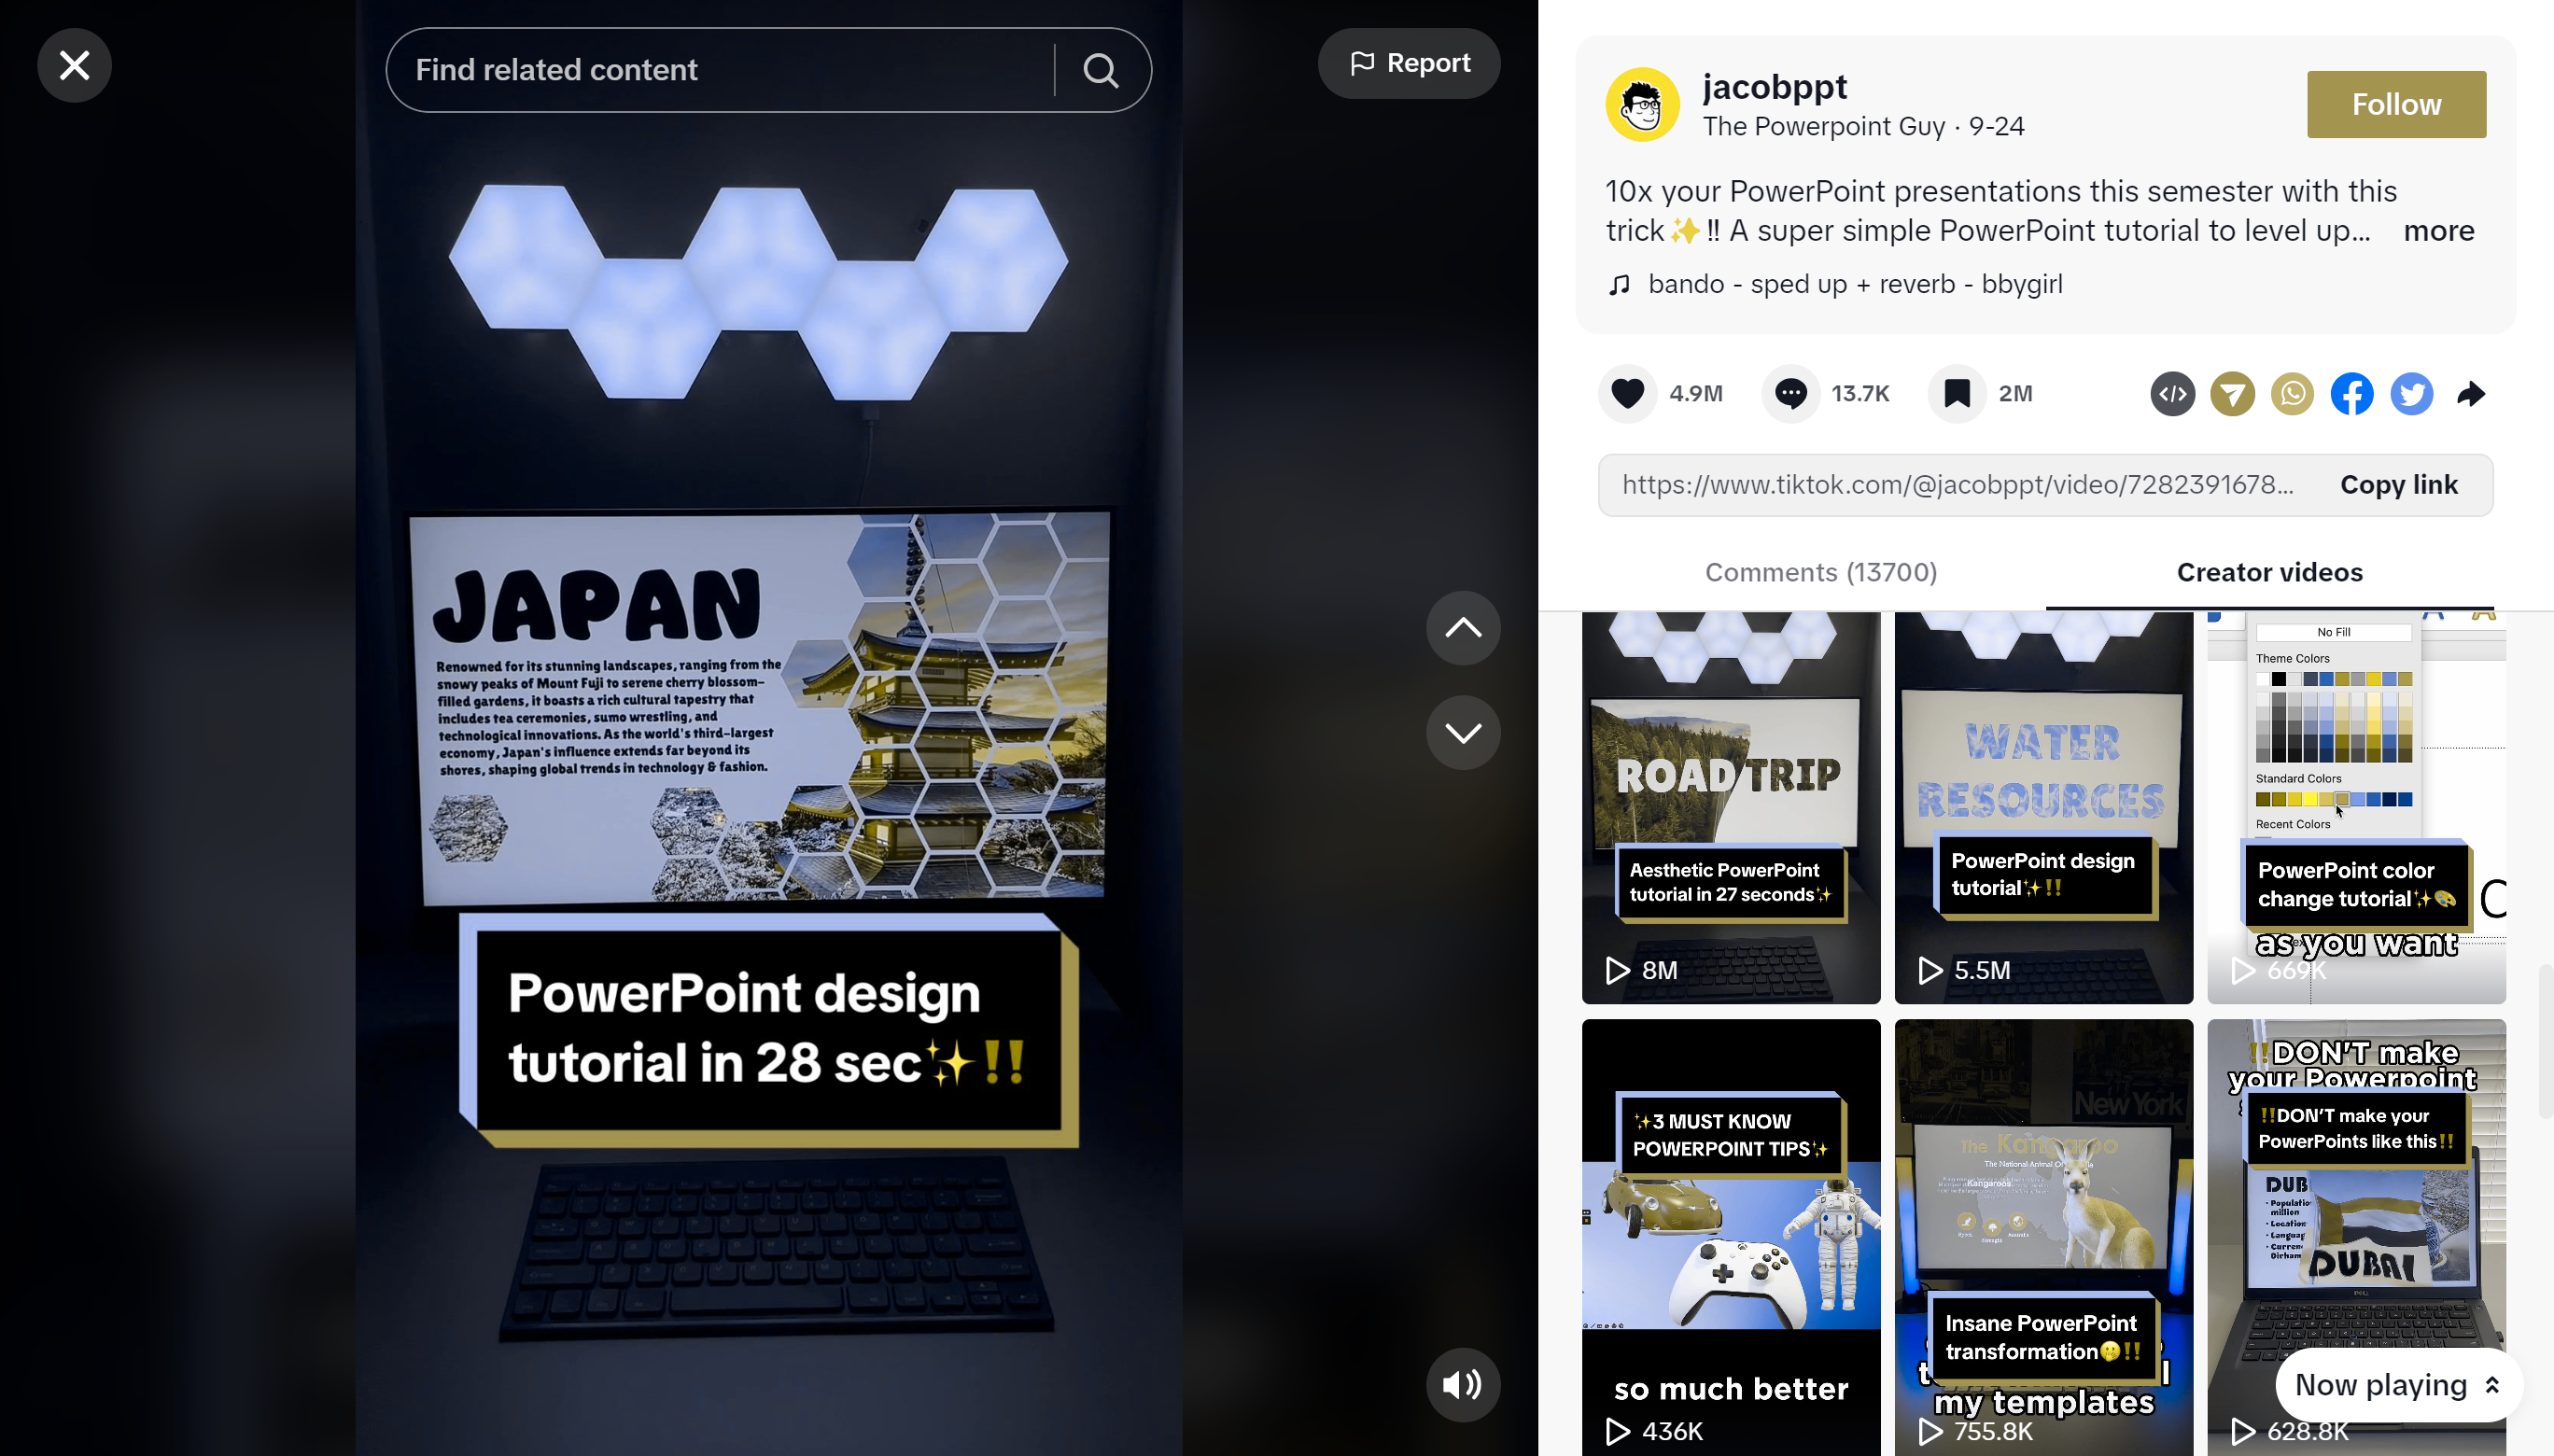 Find related content
Report
JAPAN
Renowned for its stunning landscapes, ranging from the
snowy peaks of Mount Fuji to serene cherry blossom-
filled gardens, it boasts a rich cultural tapestry that
includes tea ceremonies, sumo wrestling, and
technological innovations. As the world's third-largest
economy, Japan's influence extends far beyond its
shores, shaping global trends in technology & fashion.
PowerPoint design
tutorial in 28 sec✨‼️
jacobppt
The Powerpoint Guy · 9-24
Follow
10x your PowerPoint presentations this semester with this
trick✨‼️ A super simple PowerPoint tutorial to level up... more
bando - sped up + reverb - bbygirl
4.9M
13.7K
2M
https://www.tiktok.com/@jacobppt/video/7282391678...
Copy link
Comments (13700)
Creator videos
ROAD TRIP
Aesthetic PowerPoint
tutorial in 27 seconds✨
8M
WATER
RESOURCES
PowerPoint design
tutorial✨‼️
5.5M
No Fill
Theme Colors
Standard Colors
Recent Colors
PowerPoint color
change tutorial✨🎨
as you want
669K
✨3 MUST KNOW
POWERPOINT TIPS✨
so much better
436K
New York
The Kangaroo
The National Animal Of
Kangaroos
Insane PowerPoint
transformation🤫‼️
my templates
755.8K
‼️DON'T make
your Powerpoint
‼️DON'T make your
PowerPoints like this‼️
DUB
million
DUBAI
DELL
628.8K
Now playing